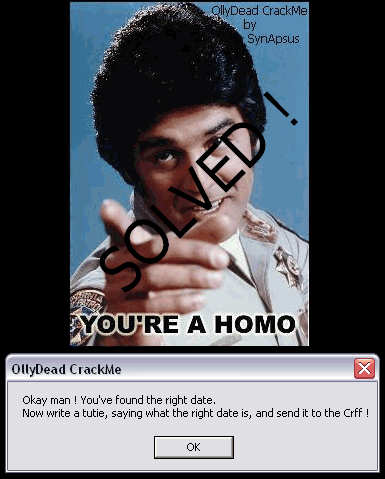 OllyDead CrackMe
by
SynApsus
SOLVED !
YOU'RE A HOMO
OllyDead CrackMe
Okay man ! You've found the right date.
Now write a tutie, saying what the right date is, and send it to the Crff !
OK